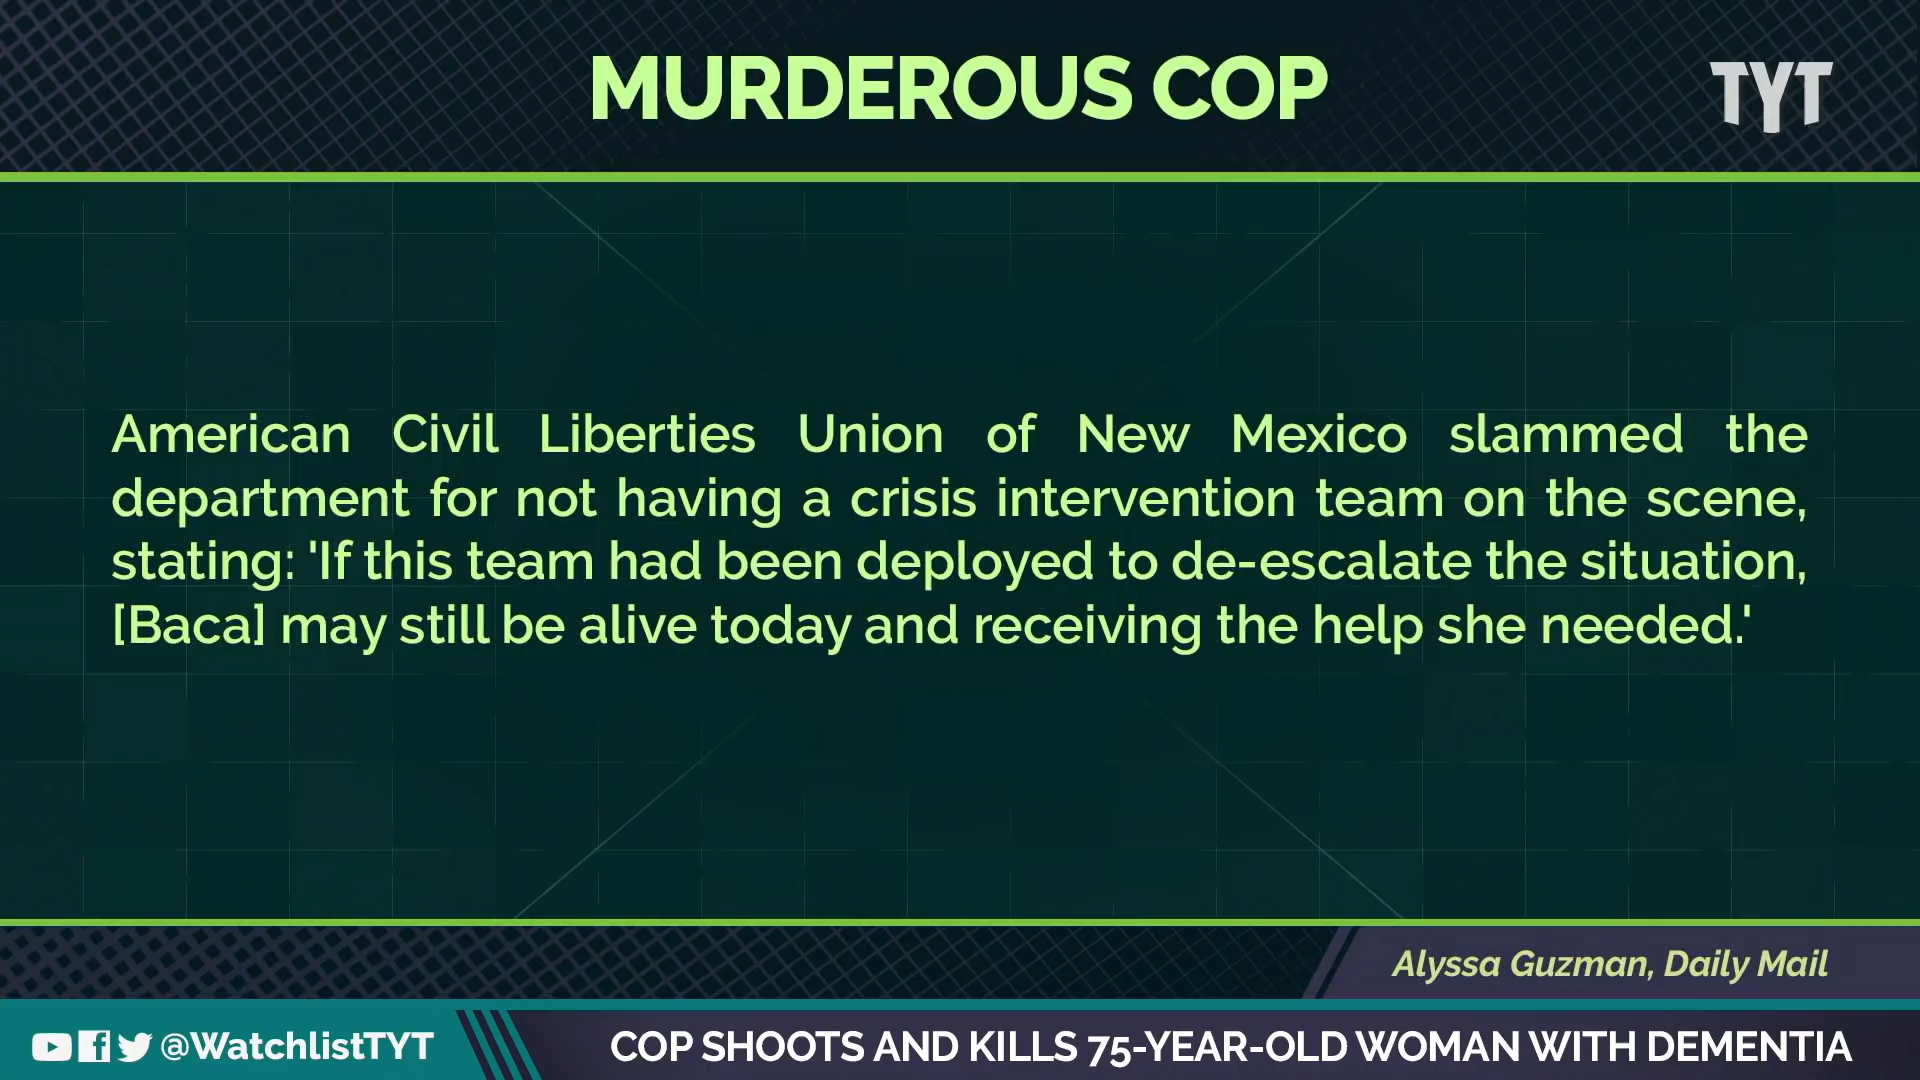 MURDEROUS COP
TYT
American Civil Liberties Union of New Mexico slammed the
department for not having a crisis intervention team on the scene,
stating: 'If this team had been deployed to de-escalate the situation,
[Baca] may still be alive today and receiving the help she needed.'
Alyssa Guzman, Daily Mail
@WatchlistTYT
COP SHOOTS AND KILLS 75-YEAR-OLD WOMAN WITH DEMENTIA